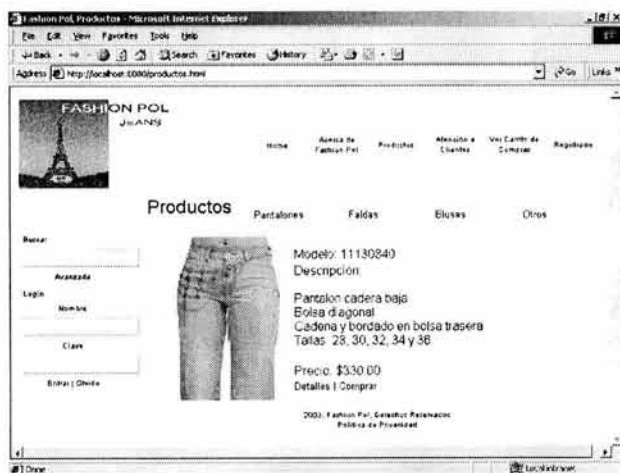 Fashion Pol, Productos - Microsoft Internet Explorer
File Edit View Favorites Tools Help
Back Search Favorites History
Address http://localhost:8080/productos.html Go Links
FASHION POL
JEANS
Home Acerca de Fashion Pol Productos Atención a Clientes Ver Carrito de Compras Registrase
Productos Pantalones Faldas Blusas Otros
Buscar
Avanzada
Login
Nombre
Clave
Entrar | Olvido
Modelo: 11130840
Descripción:
Pantalon cadera baja
Bolsa diagonal
Cadena y bordado en bolsa trasera
Tallas 28, 30, 32, 34 y 36
Precio: $330.00
Detalles | Comprar
2003, Fashion Pol, Derechos Reservados
Politica de Privacidad
Done Local intranet